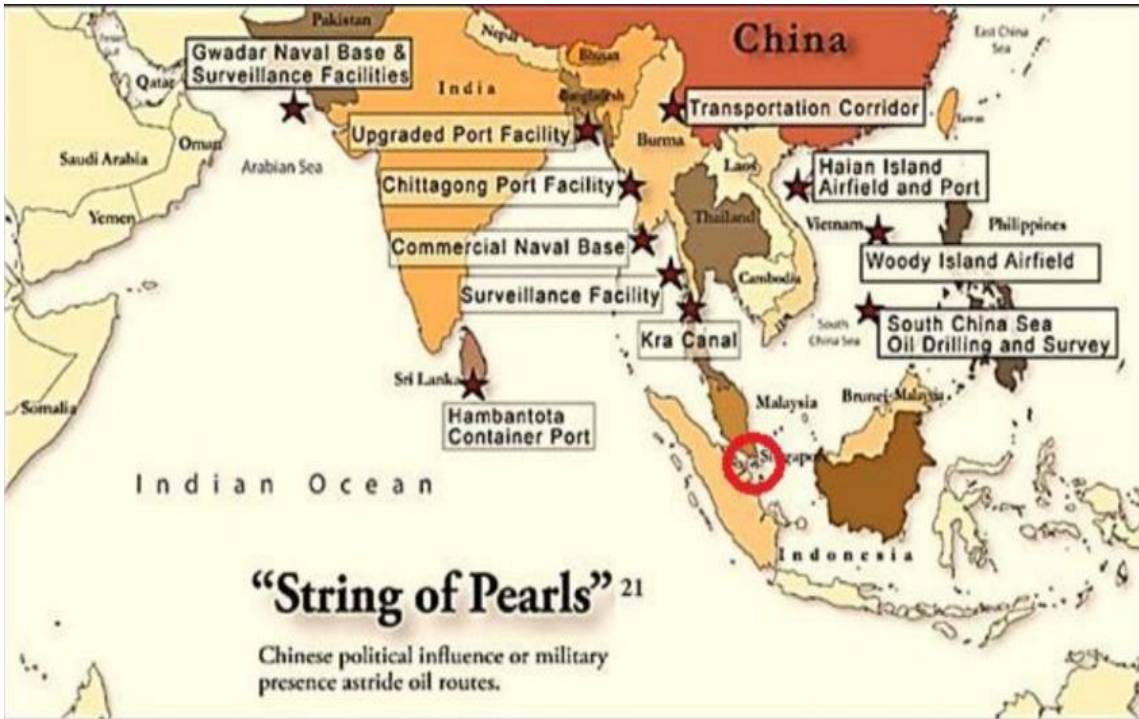 Pakistan
Nepal
East China
Sea
China
Gwadar Naval Base &
Surveillance Facilities
Qatar
Bhutan
India
Bangladesh
Transportation Corridor
Upgraded Port Facility
Burma
Taiwan
Oman
Saudi Arabia
Arabian Sea
Laos
Haian Island
Airfield and Port
Chittagong Port Facility
Yemen
Thailand
Vietnam
Philippines
Commercial Naval Base
Woody Island Airfield
Cambodia
Surveillance Facility
South
China Sea
South China Sea
Oil Drilling and Survey
Kra Canal
Sri Lanka
Malaysia
Brunei
Malaysia
Somalia
Hambantota
Container Port
Singapore
Indian Ocean
Indonesia
“String of Pearls” 21
Chinese political influence or military
presence astride oil routes.